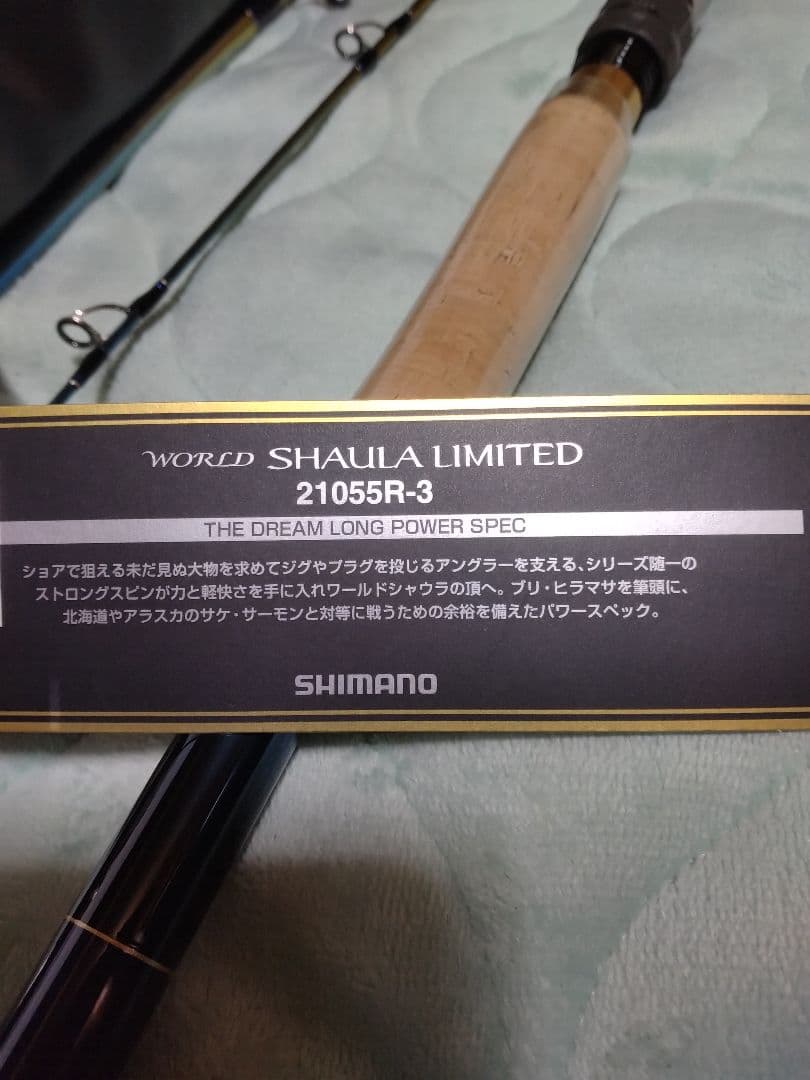 WORLD SHAULA LIMITED
21055R-3
THE DREAM LONG POWER SPEC
ショアで狙える未だ見ぬ大物を求めてジグやプラグを投じるアングラーを支える、シリーズ随一の
ストロングスピンが力と軽快さを手に入れワールドシャウラの頂へ。ブリ・ヒラマサを筆頭に、
北海道やアラスカのサケ・サーモンと対等に戦うための余裕を備えたパワースペック。
SHIMANO